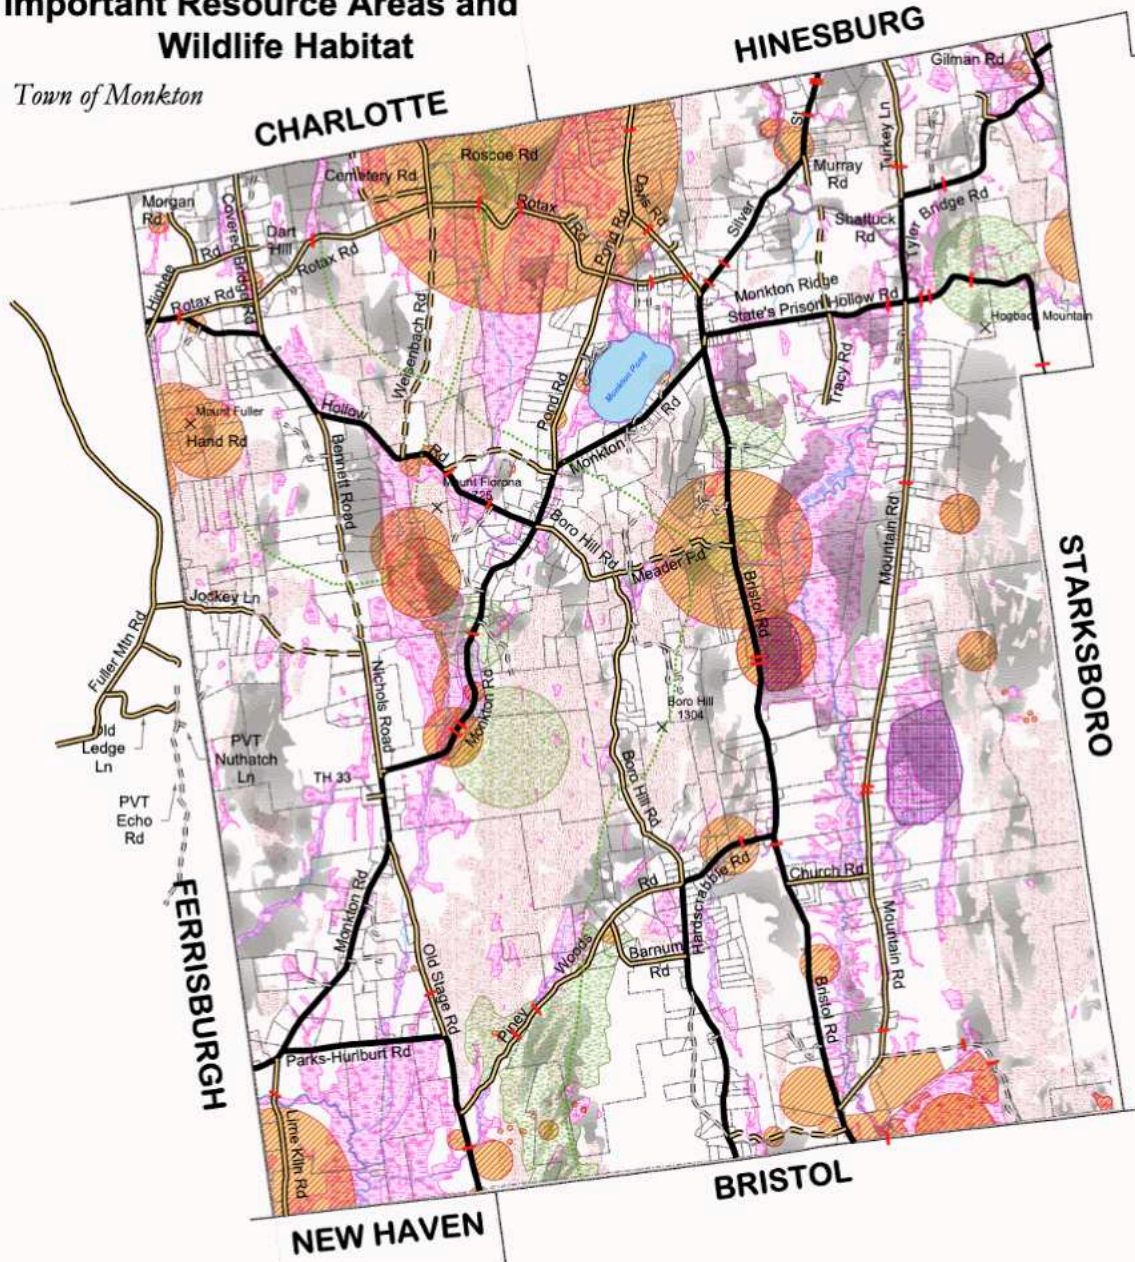 Important Resource Areas and
Wildlife Habitat
Town of Monkton
HINESBURG
CHARLOTTE
Gilman Rd
Roscoe Rd
Cemetery Rd
St
Turkey Ln
Murray
Rd
Morgan
Rd
Covered Bridge Rd
Dart
Hill
Rd
Rotax
Rd
Davis Rd
Pond Rd
Silver
Shattuck
Rd
Tyler
Bridge Rd
Higbee
Rotax Rd
Rotax Rd
Monkton Ridge
State's Prison Hollow Rd
Hogback Mountain
Weisenbach Rd
Monkton Pond
Tracy Rd
Pond Rd
Mount Fuller
Hand Rd
Hollow
Rd
Monkton
Rd
Bennett Road
Mount Florona
725
Boro Hill Rd
Meader Rd
Mountain Rd
STARKSBORO
Bristol Rd
Jockey Ln
Fuller Mtn Rd
Nichols Road
Monkton Rd
Boro Hill
1304
Old
Ledge
Ln
PVT
Nuthatch
Ln
TH 33
PVT
Echo
Rd
Boro Hill Rd
FERRISBURGH
Monkton Rd
Rd
Hardscrabble Rd
Church Rd
Old Stage Rd
Woods
Barnum
Rd
Mountain Rd
Bristol Rd
Piney
Parks-Hurlburt Rd
Lime Kiln Rd
BRISTOL
NEW HAVEN